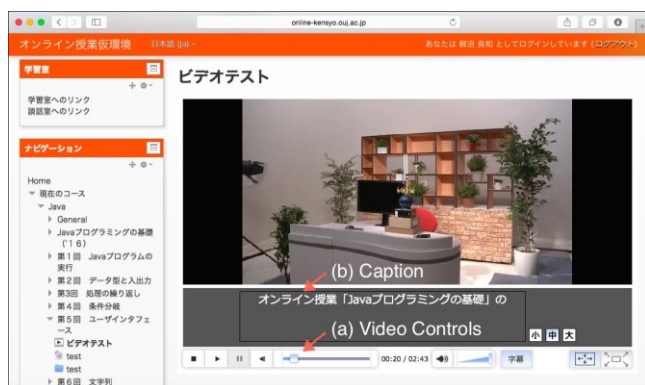 online-kensyo.ouj.ac.jp
オンライン授業仮環境 日本語 (ja)
あなたは 柳沼 良知 としてログインしています (ログアウト)
学習室
学習室へのリンク
談話室へのリンク
ナビゲーション
Home
現在のコース
Java
General
Javaプログラミングの基礎
('16)
第1回 Javaプログラムの
実行
第2回 データ型と入出力
第3回 処理の繰り返し
第4回 条件分岐
第5回 ユーザインタフェ
ース
ビデオテスト
test
test
第6回 文字列
ビデオテスト
(b) Caption
オンライン授業「Javaプログラミングの基礎」の
(a) Video Controls
小 中 大
00:20 / 02:43
字幕